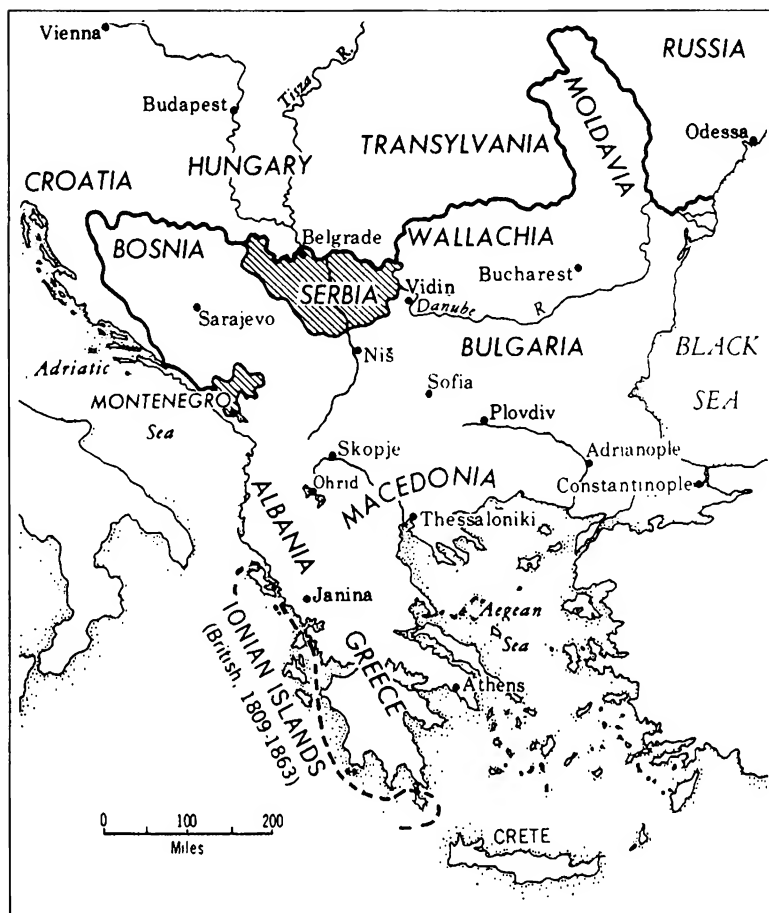 Vienna
RUSSIA
Tisza R.
Budapest
MOLDAVIA
Odessa
TRANSYLVANIA
HUNGARY
CROATIA
BOSNIA
Belgrade
WALLACHIA
Bucharest
SERBIA
Vidin
Danube R
Sarajevo
Niš
BULGARIA
BLACK
SEA
Adriatic
Sea
Sofia
MONTENEGRO
Plovdiv
Skopje
Adrianople
Ohrid
MACEDONIA
Constantinople
ALBANIA
Thessaloniki
Janina
Aegean
Sea
IONIAN ISLANDS
(British, 1809-1863)
GREECE
Athens
0 100 200
Miles
CRETE